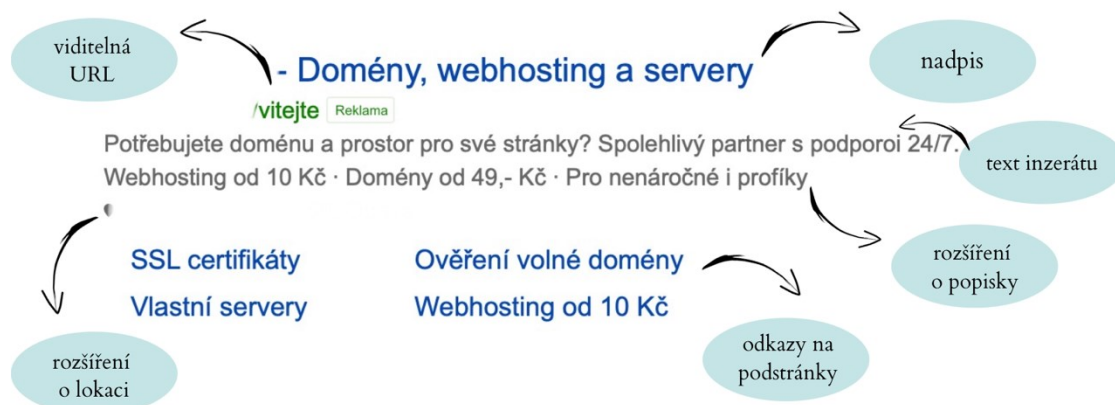 viditelná
URL
- Domény, webhosting a servery
nadpis
/vitejte Reklama
Potřebujete doménu a prostor pro své stránky? Spolehlivý partner s podporoi 24/7.
text inzerátu
Webhosting od 10 Kč · Domény od 49,- Kč · Pro nenáročné i profíky
rozšíření
o popisky
SSL certifikáty
Ověření volné domény
Vlastní servery
Webhosting od 10 Kč
rozšíření
o lokaci
odkazy na
podstránky